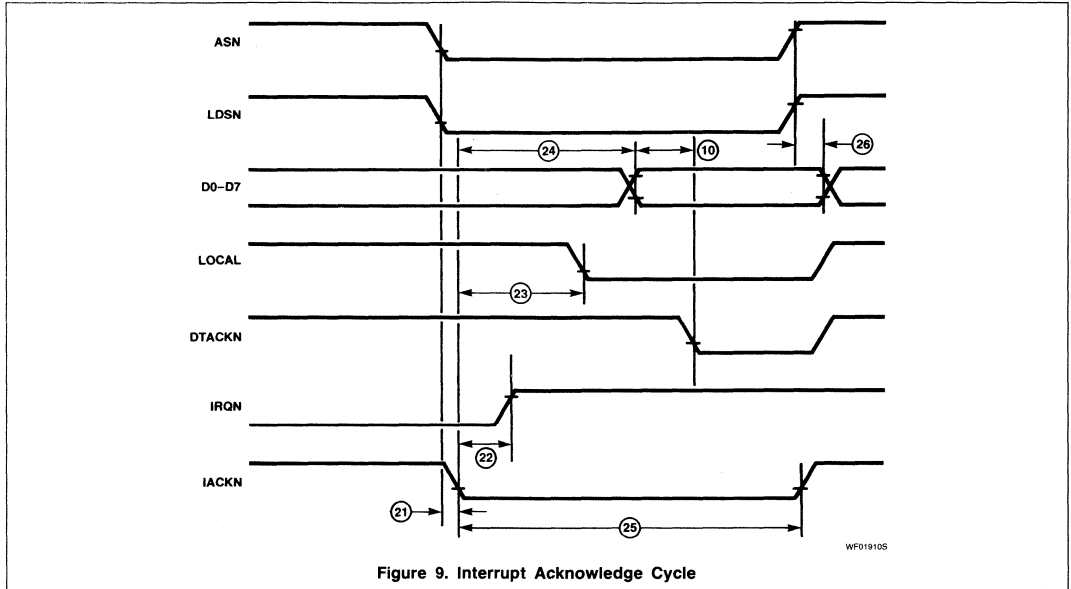 ASN
LDSN
24
10
26
D0–D7
LOCAL
23
DTACKN
IRQN
22
IACKN
21
25
WF01910S
Figure 9. Interrupt Acknowledge Cycle